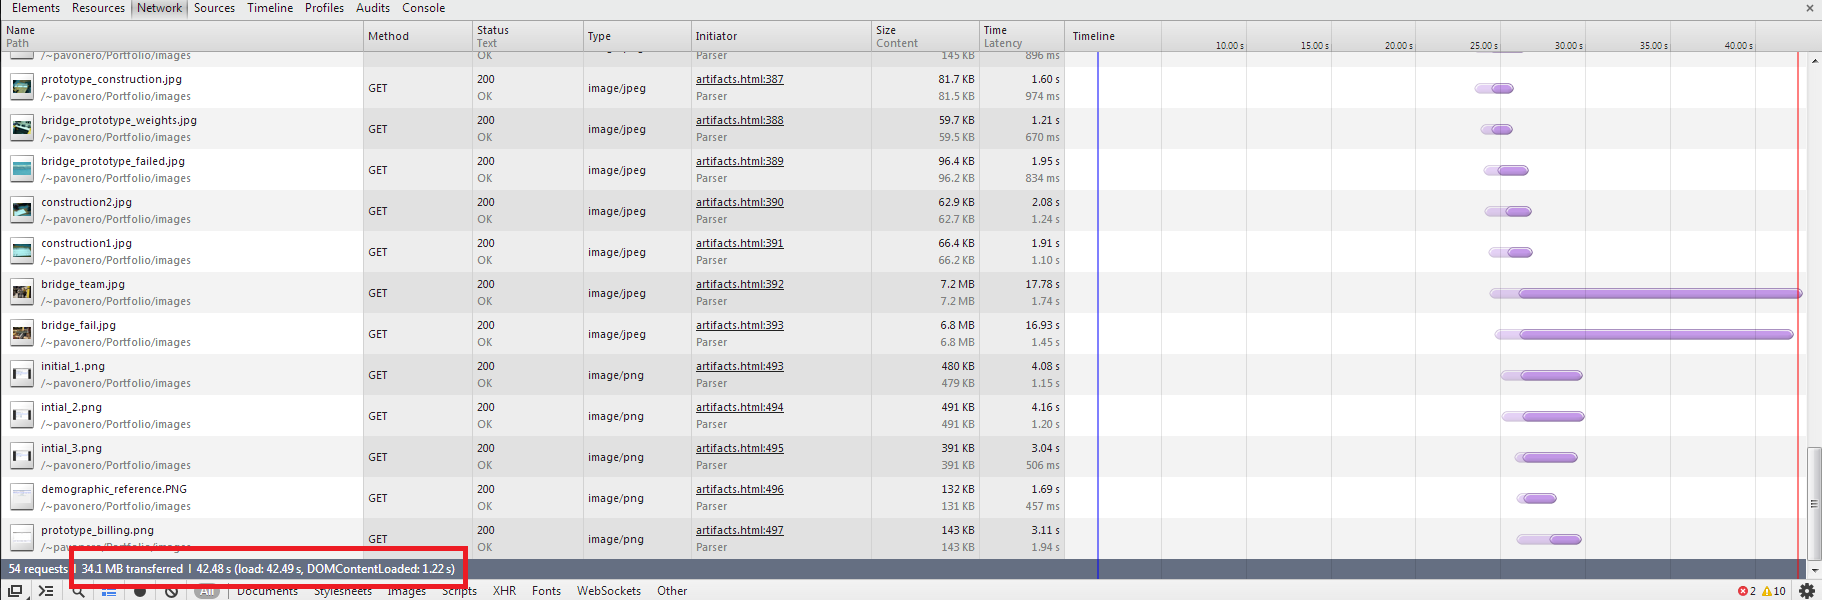 Elements Resources Network Sources Timeline Profiles Audits Console
Name Path Method Status Text Type Initiator Size Content Time Latency Timeline 10.00 s 15.00 s 20.00 s 25.00 s 30.00 s 35.00 s 40.00 s
/~pavonero/Portfolio/images OK Parser 145 KB 896 ms
prototype_construction.jpg 200 artifacts.html:387 81.7 KB 1.60 s
GET image/jpeg
/~pavonero/Portfolio/images OK Parser 81.5 KB 974 ms
bridge_prototype_weights.jpg 200 artifacts.html:388 59.7 KB 1.21 s
GET image/jpeg
/~pavonero/Portfolio/images OK Parser 59.5 KB 670 ms
bridge_prototype_failed.jpg 200 artifacts.html:389 96.4 KB 1.95 s
GET image/jpeg
/~pavonero/Portfolio/images OK Parser 96.2 KB 834 ms
construction2.jpg 200 artifacts.html:390 62.9 KB 2.08 s
GET image/jpeg
/~pavonero/Portfolio/images OK Parser 62.7 KB 1.24 s
construction1.jpg 200 artifacts.html:391 66.4 KB 1.91 s
GET image/jpeg
/~pavonero/Portfolio/images OK Parser 66.2 KB 1.10 s
bridge_team.jpg 200 artifacts.html:392 7.2 MB 17.78 s
GET image/jpeg
/~pavonero/Portfolio/images OK Parser 7.2 MB 1.74 s
bridge_fail.jpg 200 artifacts.html:393 6.8 MB 16.93 s
GET image/jpeg
/~pavonero/Portfolio/images OK Parser 6.8 MB 1.45 s
initial_1.png 200 artifacts.html:493 480 KB 4.08 s
GET image/png
/~pavonero/Portfolio/images OK Parser 479 KB 1.15 s
intial_2.png 200 artifacts.html:494 491 KB 4.16 s
GET image/png
/~pavonero/Portfolio/images OK Parser 491 KB 1.20 s
intial_3.png 200 artifacts.html:495 391 KB 3.04 s
GET image/png
/~pavonero/Portfolio/images OK Parser 391 KB 506 ms
demographic_reference.PNG 200 artifacts.html:496 132 KB 1.69 s
GET image/png
/~pavonero/Portfolio/images OK Parser 131 KB 457 ms
prototype_billing.png 200 artifacts.html:497 143 KB 3.11 s
GET image/png
/~pavonero/Portfolio/images OK Parser 143 KB 1.94 s
54 requests | 34.1 MB transferred | 42.48 s (load: 42.49 s, DOMContentLoaded: 1.22 s)
All Documents Stylesheets Images Scripts XHR Fonts WebSockets Other 2 10